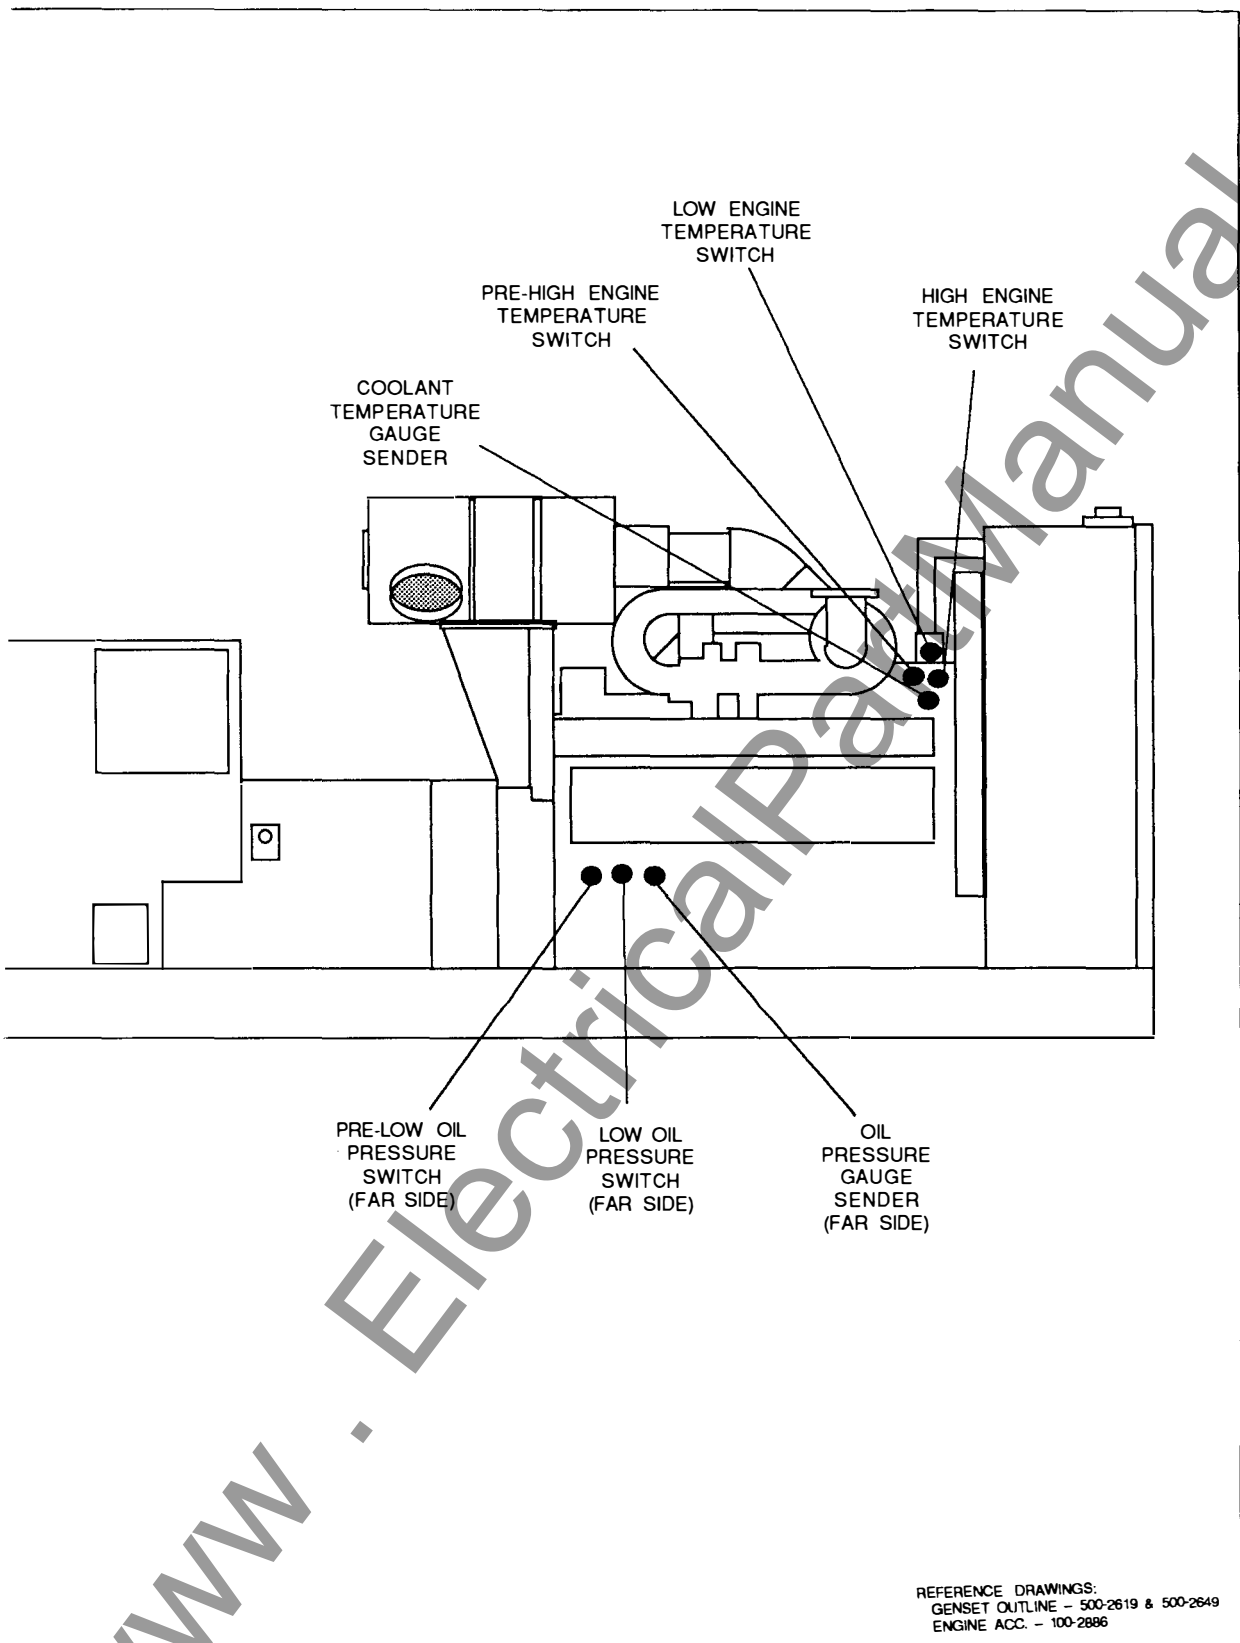 LOW ENGINE
TEMPERATURE
SWITCH
PRE-HIGH ENGINE
TEMPERATURE
SWITCH
HIGH ENGINE
TEMPERATURE
SWITCH
COOLANT
TEMPERATURE
GAUGE
SENDER
PRE-LOW OIL
PRESSURE
SWITCH
(FAR SIDE)
LOW OIL
PRESSURE
SWITCH
(FAR SIDE)
OIL
PRESSURE
GAUGE
SENDER
(FAR SIDE)
www . ElectricalPartManual
REFERENCE DRAWINGS:
GENSET OUTLINE – 500-2619 & 500-2649
ENGINE ACC. – 100-2886